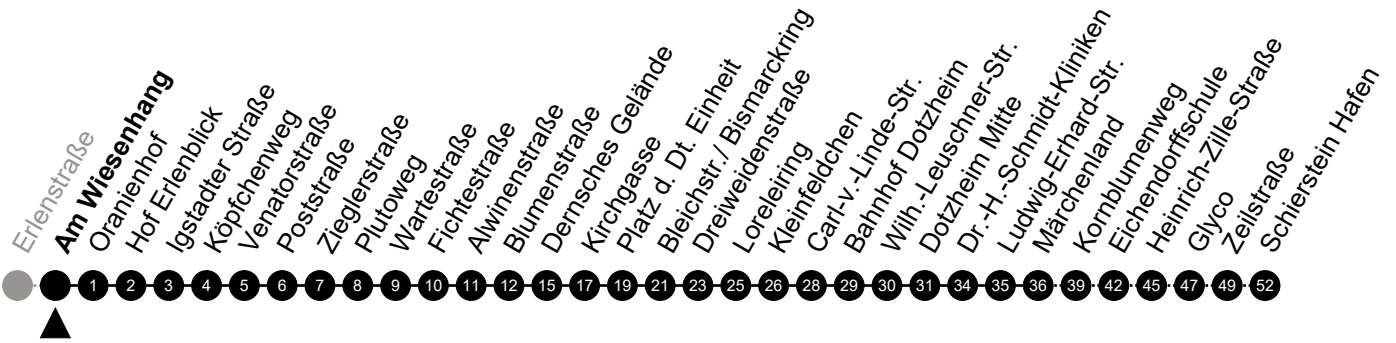 Erlenstraße
Am Wiesenhang
Oranienhof
Hof Erlenblick
Igstadter Straße
Köpfchenweg
Venatorstraße
Poststraße
Zieglerstraße
Plutoweg
Wartestraße
Fichtestraße
Alwinenstraße
Blumenstraße
Dernsches Gelände
Kirchgasse
Platz d. Dt. Einheit
Bleichstr./ Bismarckring
Dreiweidenstraße
Loreleiring
Kleinfeldchen
Carl-v.-Linde-Str.
Bahnhof Dotzheim
Wilh.-Leuschner-Str.
Dotzheim Mitte
Dr.-H.-Schmidt-Kliniken
Ludwig-Erhard-Str.
Märchenland
Kornblumenweg
Eichendorffschule
Heinrich-Zille-Straße
Glyco
Zeilstraße
Schierstein Hafen
1 2 3 4 5 6 7 8 9 10 11 12 15 17 19 21 23 25 26 28 29 30 31 34 35 36 39 42 45 47 49 52